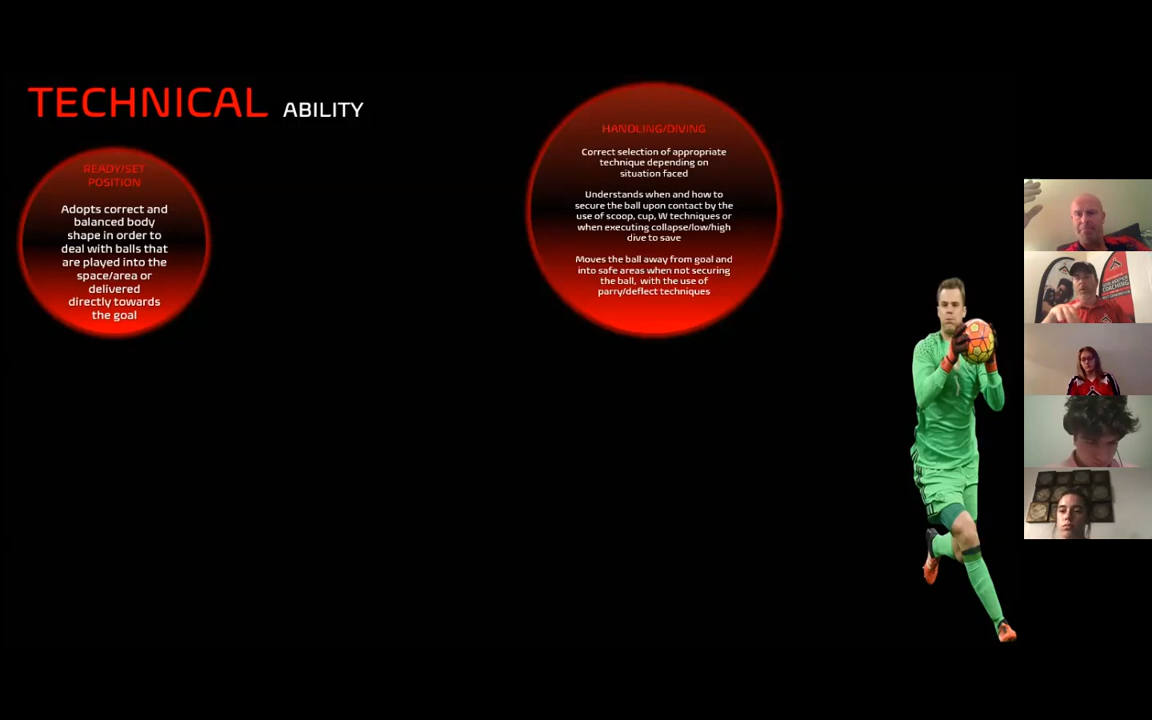 TECHNICAL ABILITY
READY/SET
POSITION
Adopts correct and
balanced body
shape in order to
deal with balls that
are played into the
space/area or
delivered
directly towards
the goal
HANDLING/DIVING
Correct selection of appropriate
technique depending on
situation faced
Understands when and how to
secure the ball upon contact by the
use of scoop, cup, W techniques or
when executing collapse/low/high
dive to save
Moves the ball away from goal and
into safe areas when not securing
the ball, with the use of
parry/deflect techniques
COACHING